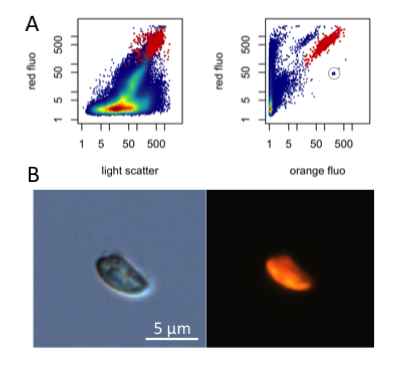 A
red fluo
500
50
5
1
1 5 50 500
light scatter
red fluo
500
50
5
1
1 5 50 500
orange fluo
B
5 µm